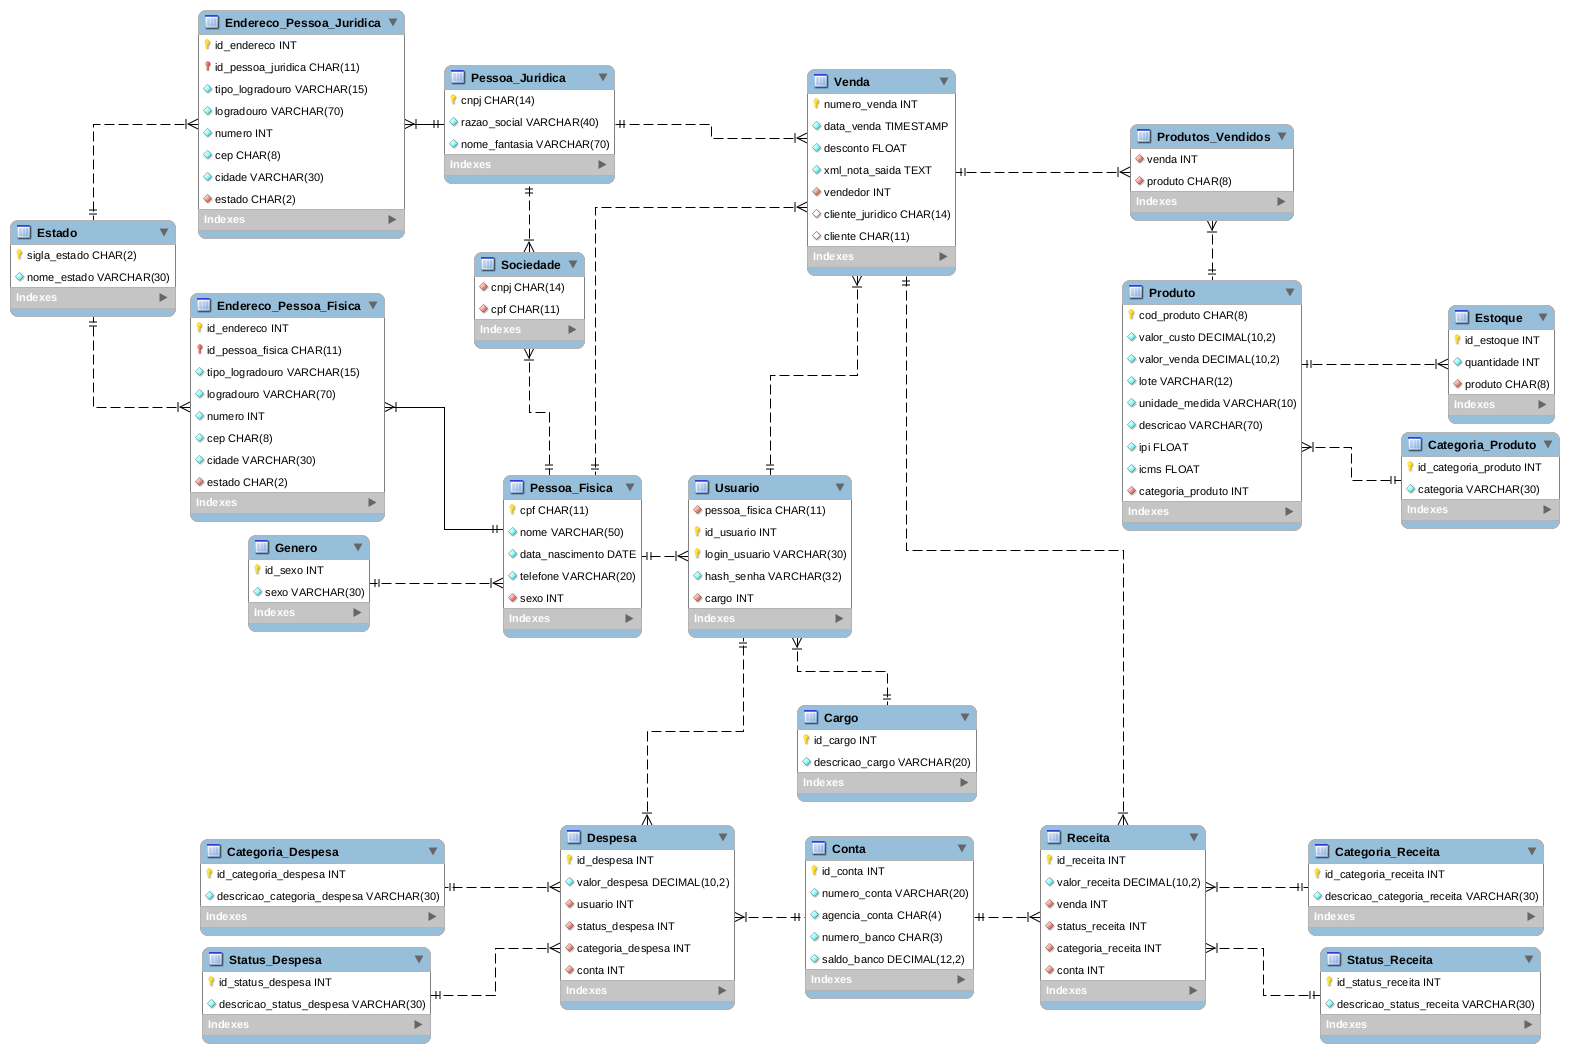 Endereco_Pessoa_Juridica
id_endereco INT
id_pessoa_juridica CHAR(11)
tipo_logradouro VARCHAR(15)
logradouro VARCHAR(70)
numero INT
cep CHAR(8)
cidade VARCHAR(30)
estado CHAR(2)
Indexes
Pessoa_Juridica
cnpj CHAR(14)
razao_social VARCHAR(40)
nome_fantasia VARCHAR(70)
Indexes
Venda
numero_venda INT
data_venda TIMESTAMP
desconto FLOAT
xml_nota_saida TEXT
vendedor INT
cliente_juridico CHAR(14)
cliente CHAR(11)
Indexes
Produtos_Vendidos
venda INT
produto CHAR(8)
Indexes
Estado
sigla_estado CHAR(2)
nome_estado VARCHAR(30)
Indexes
Sociedade
cnpj CHAR(14)
cpf CHAR(11)
Indexes
Endereco_Pessoa_Fisica
id_endereco INT
id_pessoa_fisica CHAR(11)
tipo_logradouro VARCHAR(15)
logradouro VARCHAR(70)
numero INT
cep CHAR(8)
cidade VARCHAR(30)
estado CHAR(2)
Indexes
Produto
cod_produto CHAR(8)
valor_custo DECIMAL(10,2)
valor_venda DECIMAL(10,2)
lote VARCHAR(12)
unidade_medida VARCHAR(10)
descricao VARCHAR(70)
ipi FLOAT
icms FLOAT
categoria_produto INT
Indexes
Estoque
id_estoque INT
quantidade INT
produto CHAR(8)
Indexes
Categoria_Produto
id_categoria_produto INT
categoria VARCHAR(30)
Indexes
Pessoa_Fisica
cpf CHAR(11)
nome VARCHAR(50)
data_nascimento DATE
telefone VARCHAR(20)
sexo INT
Indexes
Usuario
pessoa_fisica CHAR(11)
id_usuario INT
login_usuario VARCHAR(30)
hash_senha VARCHAR(32)
cargo INT
Indexes
Genero
id_sexo INT
sexo VARCHAR(30)
Indexes
Cargo
id_cargo INT
descricao_cargo VARCHAR(20)
Indexes
Categoria_Despesa
id_categoria_despesa INT
descricao_categoria_despesa VARCHAR(30)
Indexes
Status_Despesa
id_status_despesa INT
descricao_status_despesa VARCHAR(30)
Indexes
Despesa
id_despesa INT
valor_despesa DECIMAL(10,2)
usuario INT
status_despesa INT
categoria_despesa INT
conta INT
Indexes
Conta
id_conta INT
numero_conta VARCHAR(20)
agencia_conta CHAR(4)
numero_banco CHAR(3)
saldo_banco DECIMAL(12,2)
Indexes
Receita
id_receita INT
valor_receita DECIMAL(10,2)
venda INT
status_receita INT
categoria_receita INT
conta INT
Indexes
Categoria_Receita
id_categoria_receita INT
descricao_categoria_receita VARCHAR(30)
Indexes
Status_Receita
id_status_receita INT
descricao_status_receita VARCHAR(30)
Indexes